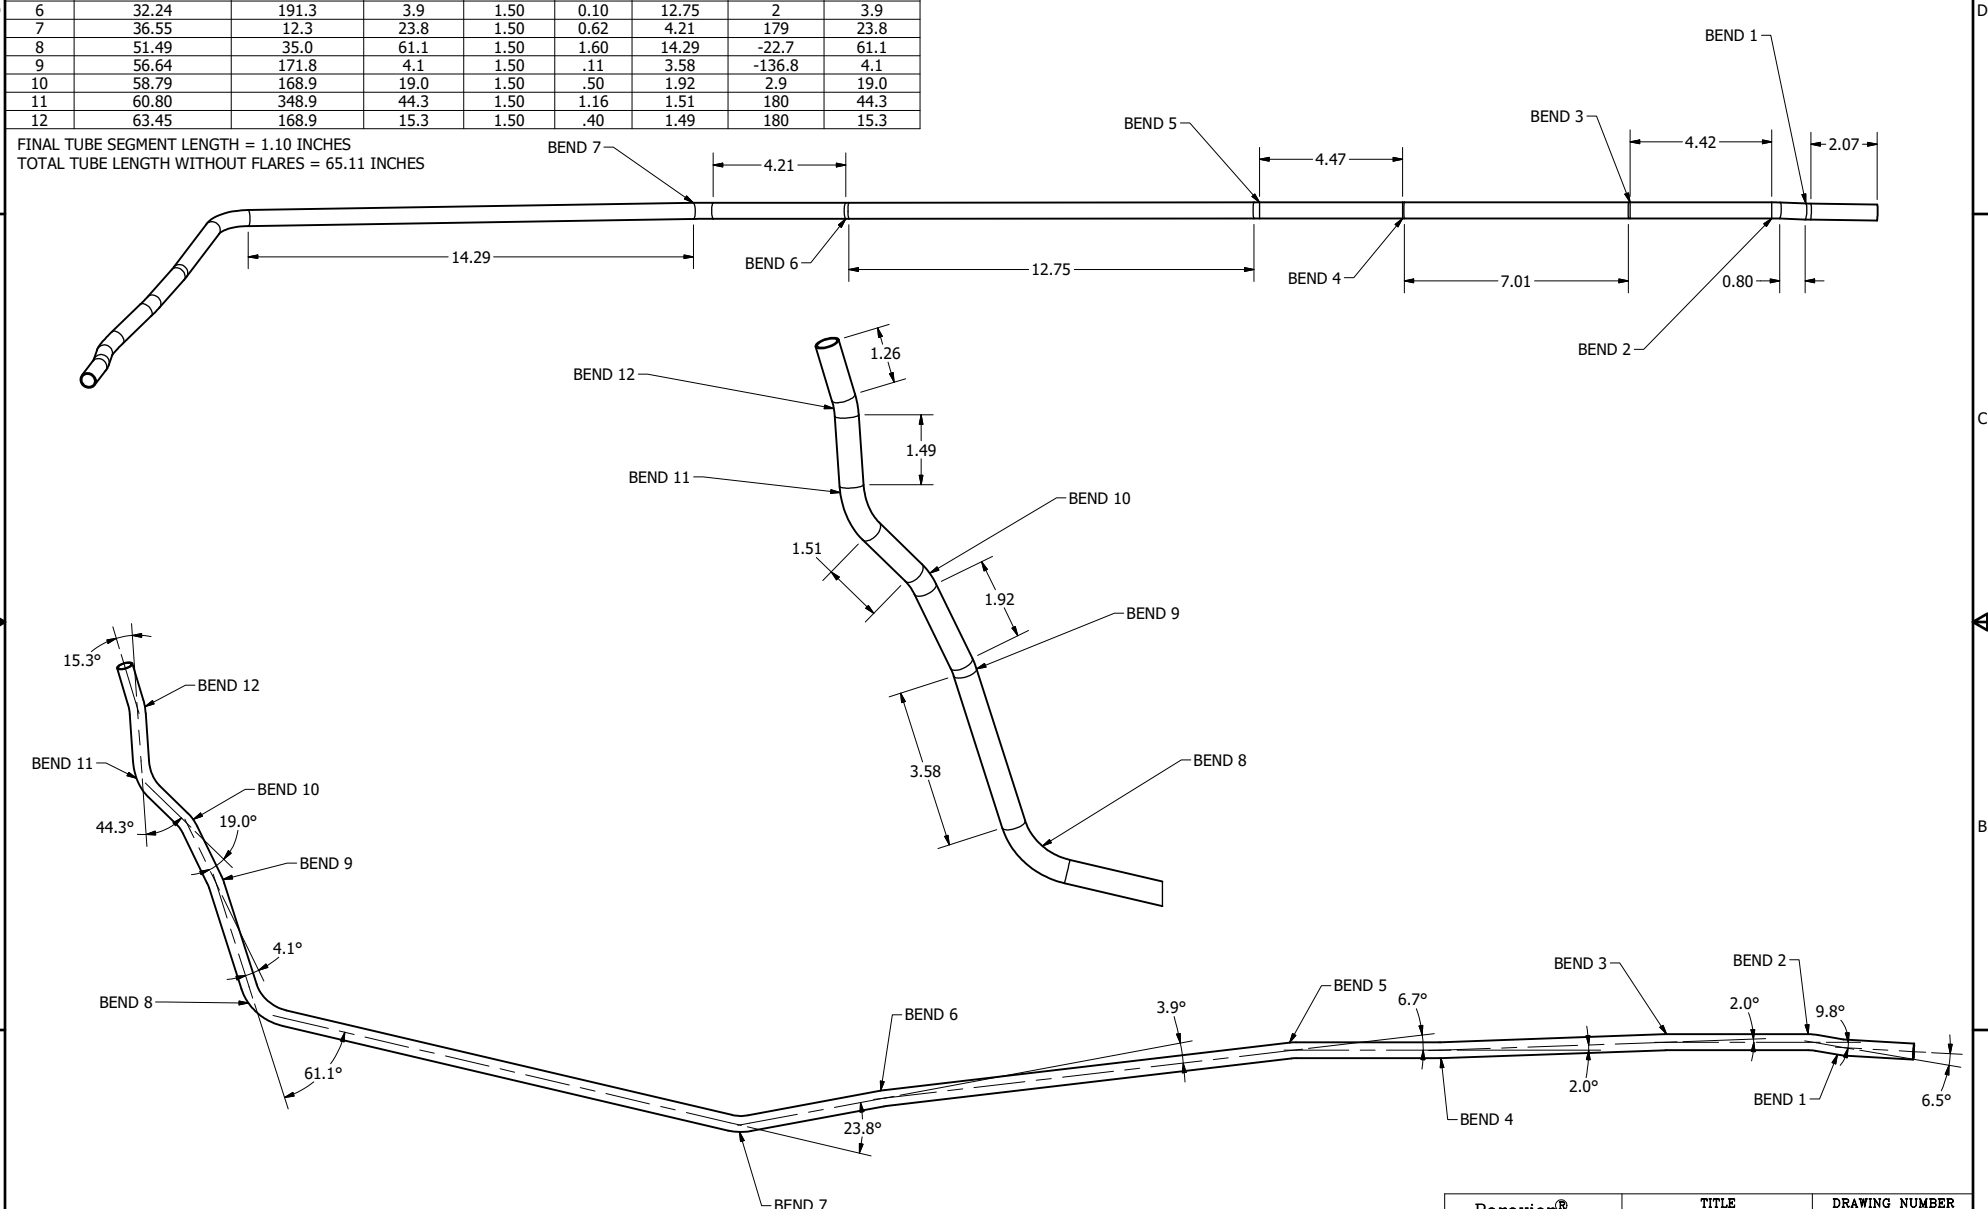 6 32.24 191.3 3.9 1.50 0.10 12.75 2 3.9
7 36.55 12.3 23.8 1.50 0.62 4.21 179 23.8
8 51.49 35.0 61.1 1.50 1.60 14.29 -22.7 61.1
9 56.64 171.8 4.1 1.50 .11 3.58 -136.8 4.1
10 58.79 168.9 19.0 1.50 .50 1.92 2.9 19.0
11 60.80 348.9 44.3 1.50 1.16 1.51 180 44.3
12 63.45 168.9 15.3 1.50 .40 1.49 180 15.3
FINAL TUBE SEGMENT LENGTH = 1.10 INCHES
TOTAL TUBE LENGTH WITHOUT FLARES = 65.11 INCHES
D
BEND 1
BEND 3
BEND 5
BEND 7
4.21
4.47
4.42
2.07
14.29
BEND 6
12.75
BEND 4
7.01
0.80
BEND 2
1.26
BEND 12
C
1.49
BEND 11
BEND 10
1.51
1.92
BEND 9
15.3°
BEND 12
3.58
BEND 8
BEND 11
BEND 10
44.3°
19.0°
B
BEND 9
4.1°
BEND 8
61.1°
BEND 3
BEND 2
BEND 5
6.7°
2.0°
9.8°
3.9°
BEND 6
2.0°
BEND 1
6.5°
BEND 4
23.8°
BEND 7
TITLE
DRAWING NUMBER